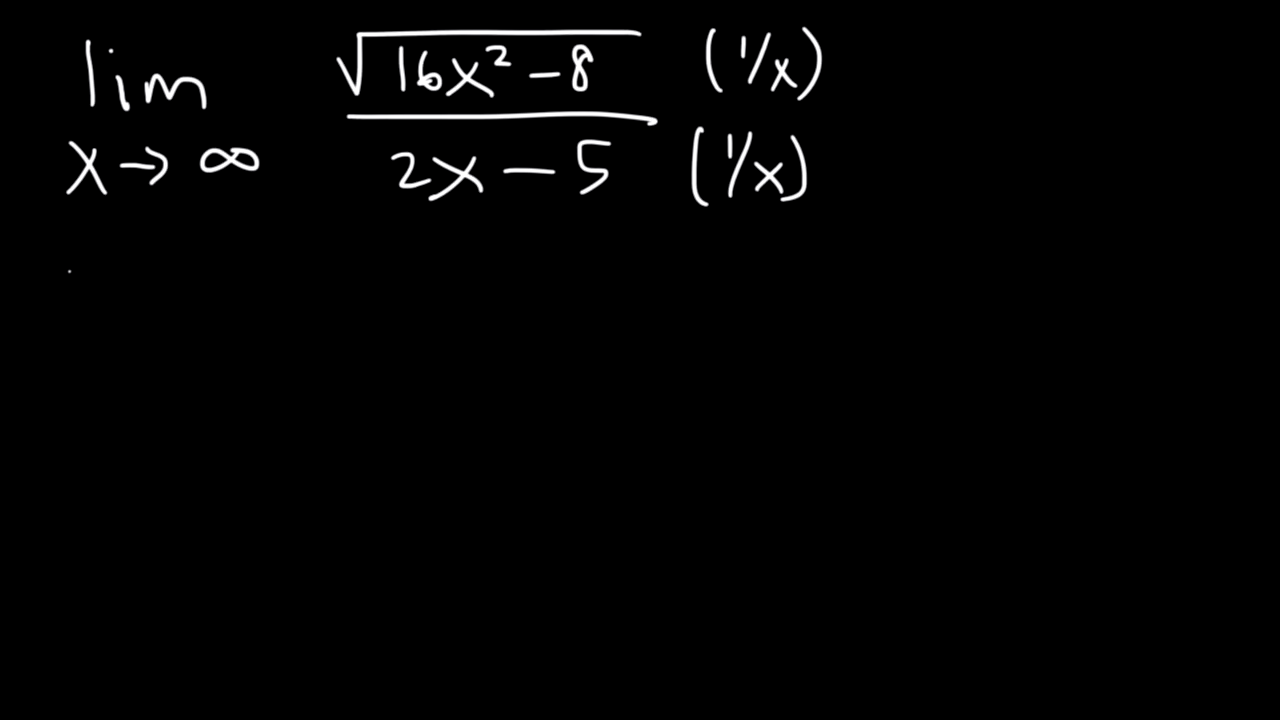 lim √(16x² − 8) (1/x)
x → ∞ 2x − 5 (1/x)